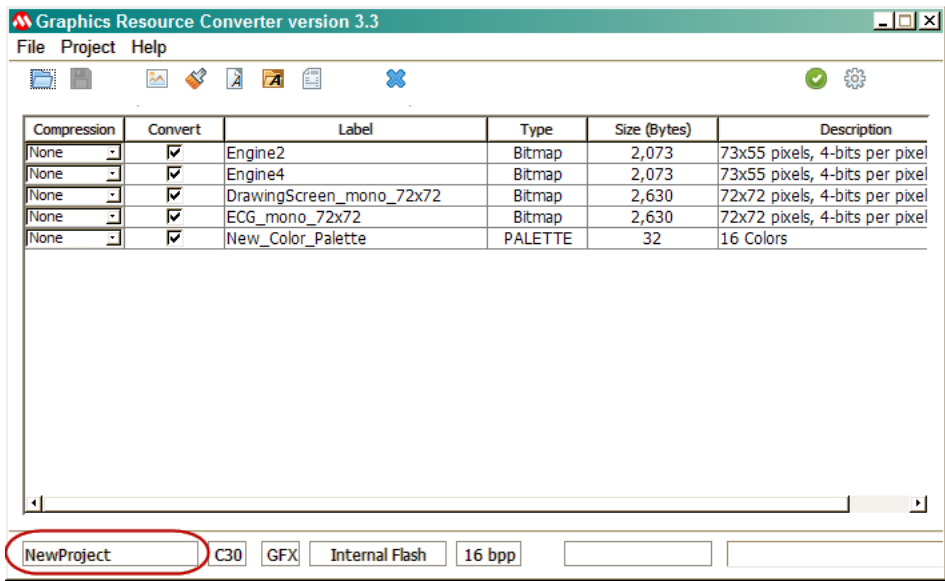 Graphics Resource Converter version 3.3
File Project Help
Compression Convert Label Type Size (Bytes) Description
None Engine2 Bitmap 2,073 73x55 pixels, 4-bits per pixel
None Engine4 Bitmap 2,073 73x55 pixels, 4-bits per pixel
None DrawingScreen_mono_72x72 Bitmap 2,630 72x72 pixels, 4-bits per pixel
None ECG_mono_72x72 Bitmap 2,630 72x72 pixels, 4-bits per pixel
None New_Color_Palette PALETTE 32 16 Colors
NewProject C30 GFX Internal Flash 16 bpp